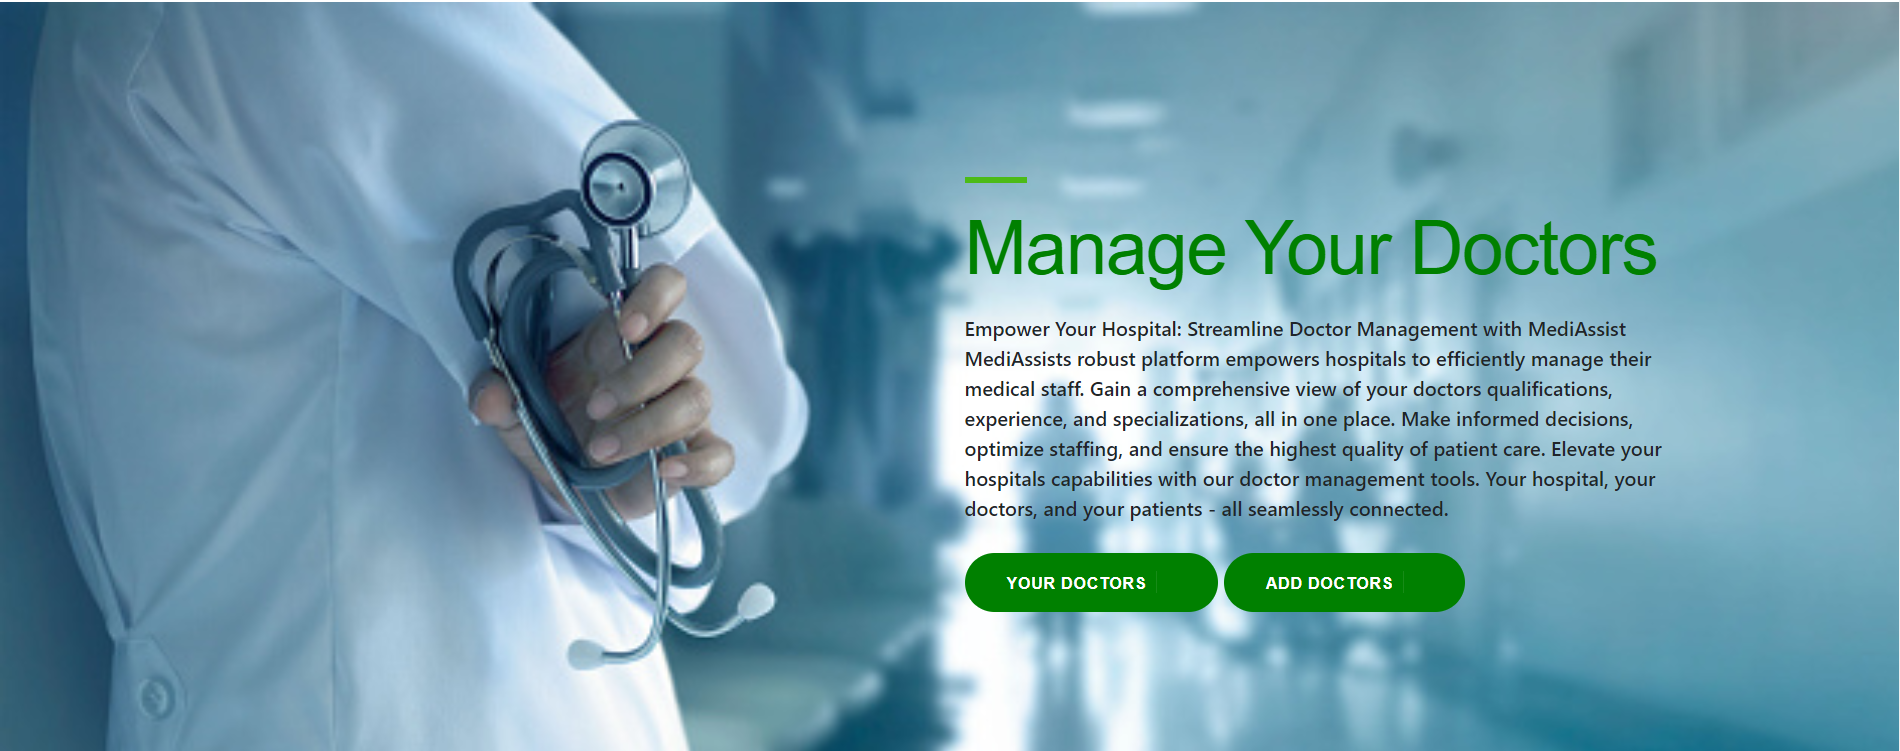 Manage Your Doctors
Empower Your Hospital: Streamline Doctor Management with MediAssist
MediAssists robust platform empowers hospitals to efficiently manage their
medical staff. Gain a comprehensive view of your doctors qualifications,
experience, and specializations, all in one place. Make informed decisions,
optimize staffing, and ensure the highest quality of patient care. Elevate your
hospitals capabilities with our doctor management tools. Your hospital, your
doctors, and your patients - all seamlessly connected.
YOUR DOCTORS
ADD DOCTORS